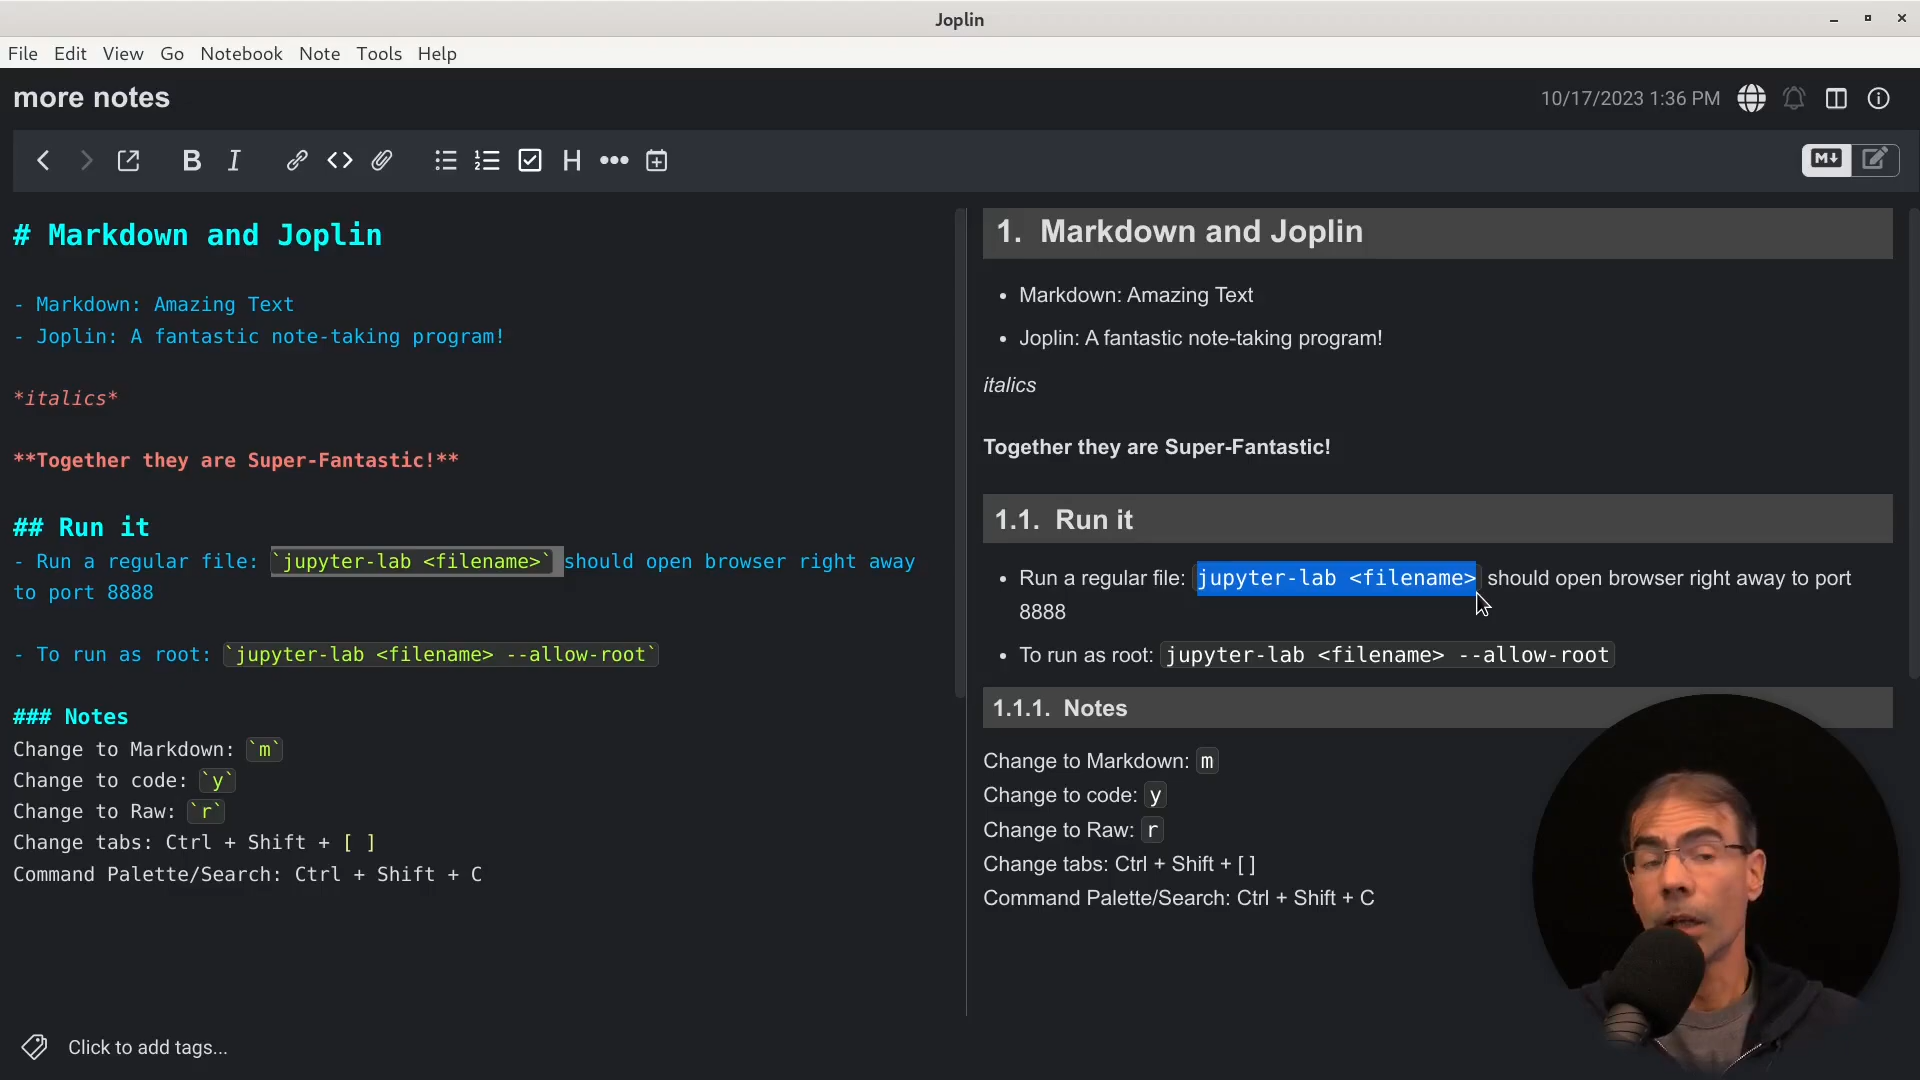 Joplin
File Edit View Go Notebook Note Tools Help
more notes
10/17/2023 1:36 PM
B I H M↓
# Markdown and Joplin
- Markdown: Amazing Text
- Joplin: A fantastic note-taking program!
*italics*
**Together they are Super-Fantastic!**
## Run it
- Run a regular file: `jupyter-lab <filename>` should open browser right away
to port 8888
- To run as root: `jupyter-lab <filename> --allow-root`
### Notes
Change to Markdown: `m`
Change to code: `y`
Change to Raw: `r`
Change tabs: Ctrl + Shift + [ ]
Command Palette/Search: Ctrl + Shift + C
1. Markdown and Joplin
• Markdown: Amazing Text
• Joplin: A fantastic note-taking program!
italics
Together they are Super-Fantastic!
1.1. Run it
• Run a regular file: jupyter-lab <filename> should open browser right away to port
8888
• To run as root: jupyter-lab <filename> --allow-root
1.1.1. Notes
Change to Markdown: m
Change to code: y
Change to Raw: r
Change tabs: Ctrl + Shift + [ ]
Command Palette/Search: Ctrl + Shift + C
Click to add tags...